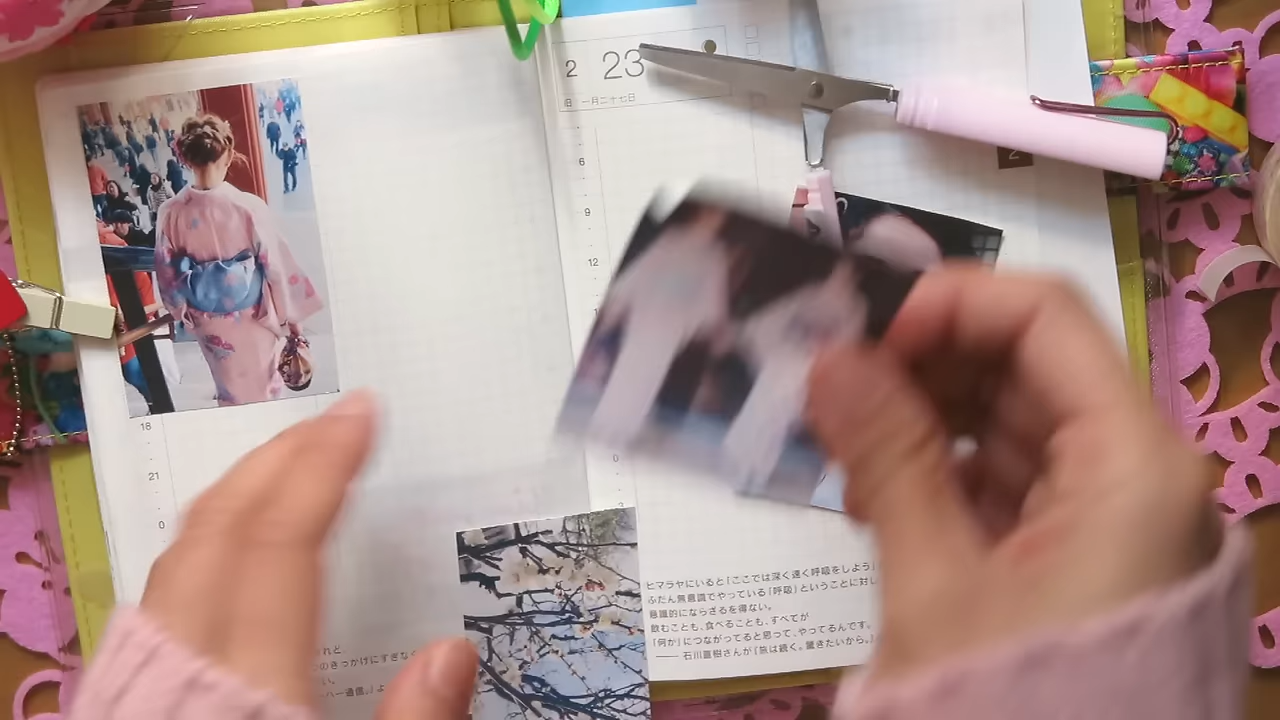 18
21
0
れど、
のきっかけにすぎなく
い。
ハー通信。』よ
2 23
旧 一月二十七日
6
9
12
0
3
2
ヒマラヤにいると「ここでは深く速く呼吸をしよう」
ふだん無意識でやっている「呼吸」ということに対し
意識的にならざるを得ない。
飲むことも、食べることも、すべてが
「何か」につながってると思って、やってるんです。
―― 石川直樹さんが『旅は続く。驚きたいから。』